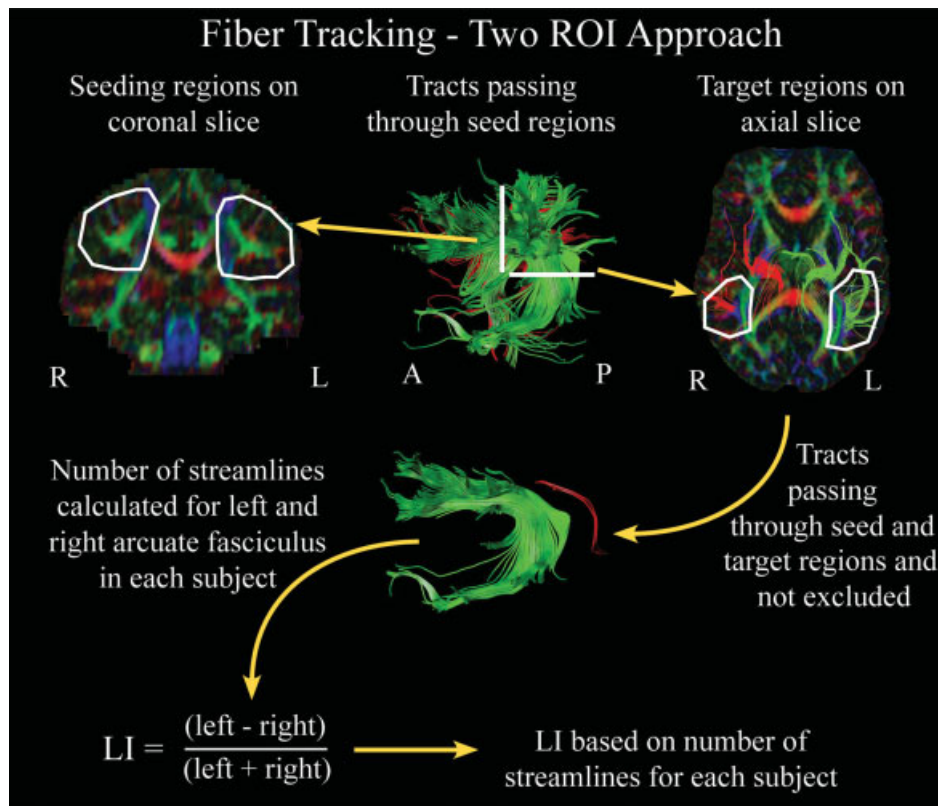 Fiber Tracking - Two ROI Approach
Seeding regions on
coronal slice
Tracts passing
through seed regions
Target regions on
axial slice
R
L
A
P
R
L
Number of streamlines
calculated for left and
right arcuate fasciculus
in each subject
Tracts
passing
through seed and
target regions and
not excluded
LI = (left - right)
(left + right)
LI based on number of
streamlines for each subject